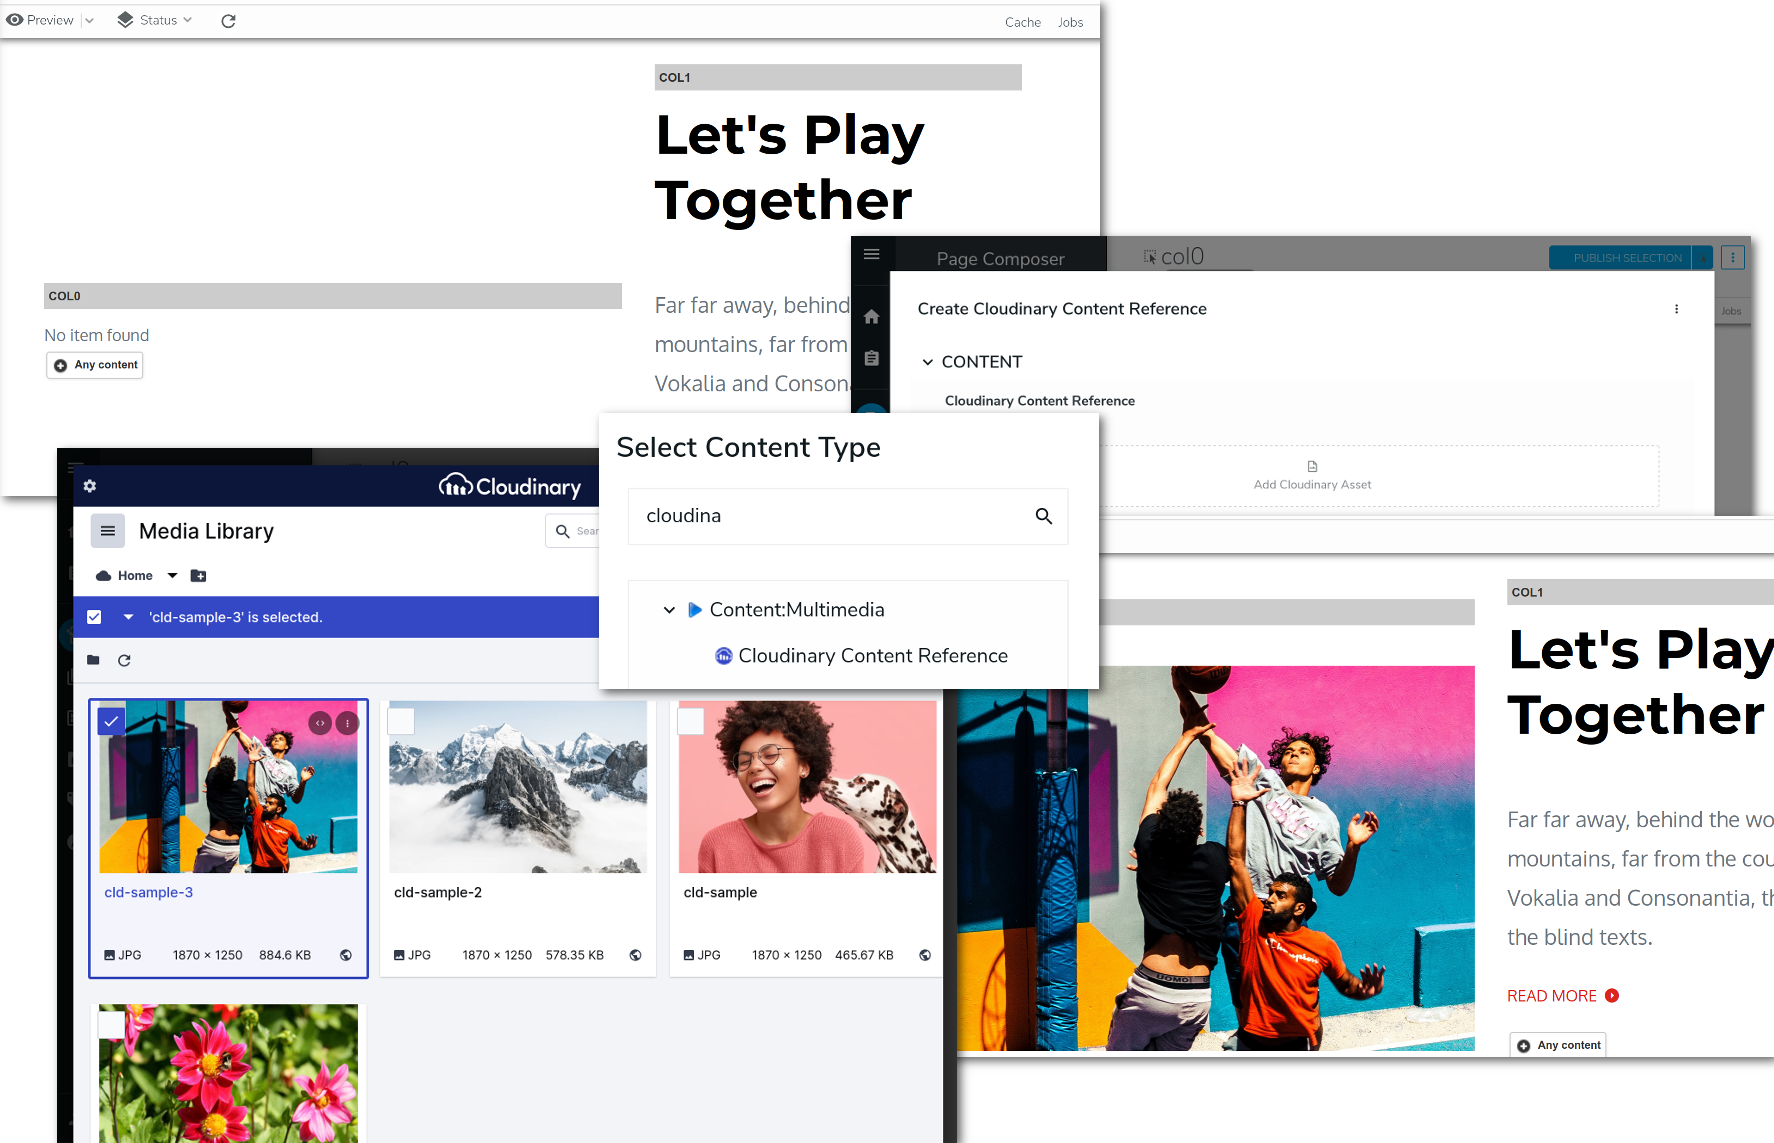 Preview
Status
Cache
Jobs
COL1
Let's Play
Together
COL0
No item found
Any content
Far far away, behind
mountains, far from
Vokalia and Consona
Page Composer
col0
PUBLISH SELECTION
Jobs
Create Cloudinary Content Reference
CONTENT
Cloudinary Content Reference
Add Cloudinary Asset
Select Content Type
cloudina
Content:Multimedia
Cloudinary Content Reference
Cloudinary
Media Library
Sear
Home
'cld-sample-3' is selected.
cld-sample-3
JPG 1870 × 1250 884.6 KB
cld-sample-2
JPG 1870 × 1250 578.35 KB
cld-sample
JPG 1870 × 1250 465.67 KB
COL1
Let's Play
Together
Far far away, behind the wo
mountains, far from the cou
Vokalia and Consonantia, th
the blind texts.
READ MORE
Any content
Champion
UOMO